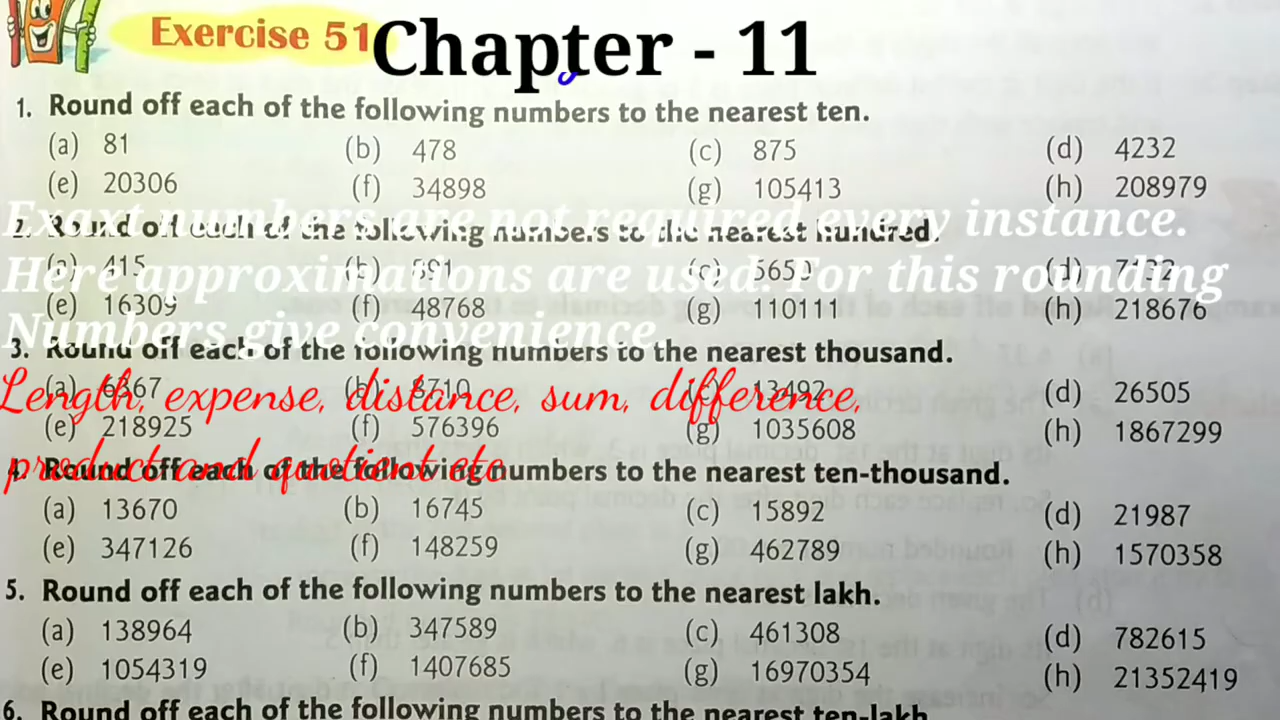 Exercise 51 Chapter - 11
1. Round off each of the following numbers to the nearest ten.
(a) 81 (b) 478 (c) 875 (d) 4232
(e) 20306 (f) 34898 (g) 105413 (h) 208979
Exaxt numbers are not required every instance.
2. Round off each of the following numbers to the nearest hundred.
(a) 415 (b) 591 (c) 5650 (d)
Here approximations are used. For this rounding
(e) 16309 (f) 48768 (g) 110111 (h) 218676
Numbers give convenience
3. Round off each of the following numbers to the nearest thousand.
(a) 6367 (b) 8710 (c) 13492 (d) 26505
Length, expense, distance, sum, difference,
(e) 218925 (f) 576396 (g) 1035608 (h) 1867299
product and quotient etc
4. Round off each of the following numbers to the nearest ten-thousand.
(a) 13670 (b) 16745 (c) 15892 (d) 21987
(e) 347126 (f) 148259 (g) 462789 (h) 1570358
5. Round off each of the following numbers to the nearest lakh.
(a) 138964 (b) 347589 (c) 461308 (d) 782615
(e) 1054319 (f) 1407685 (g) 16970354 (h) 21352419
6. Round off each of the following numbers to the nearest ten-lakh